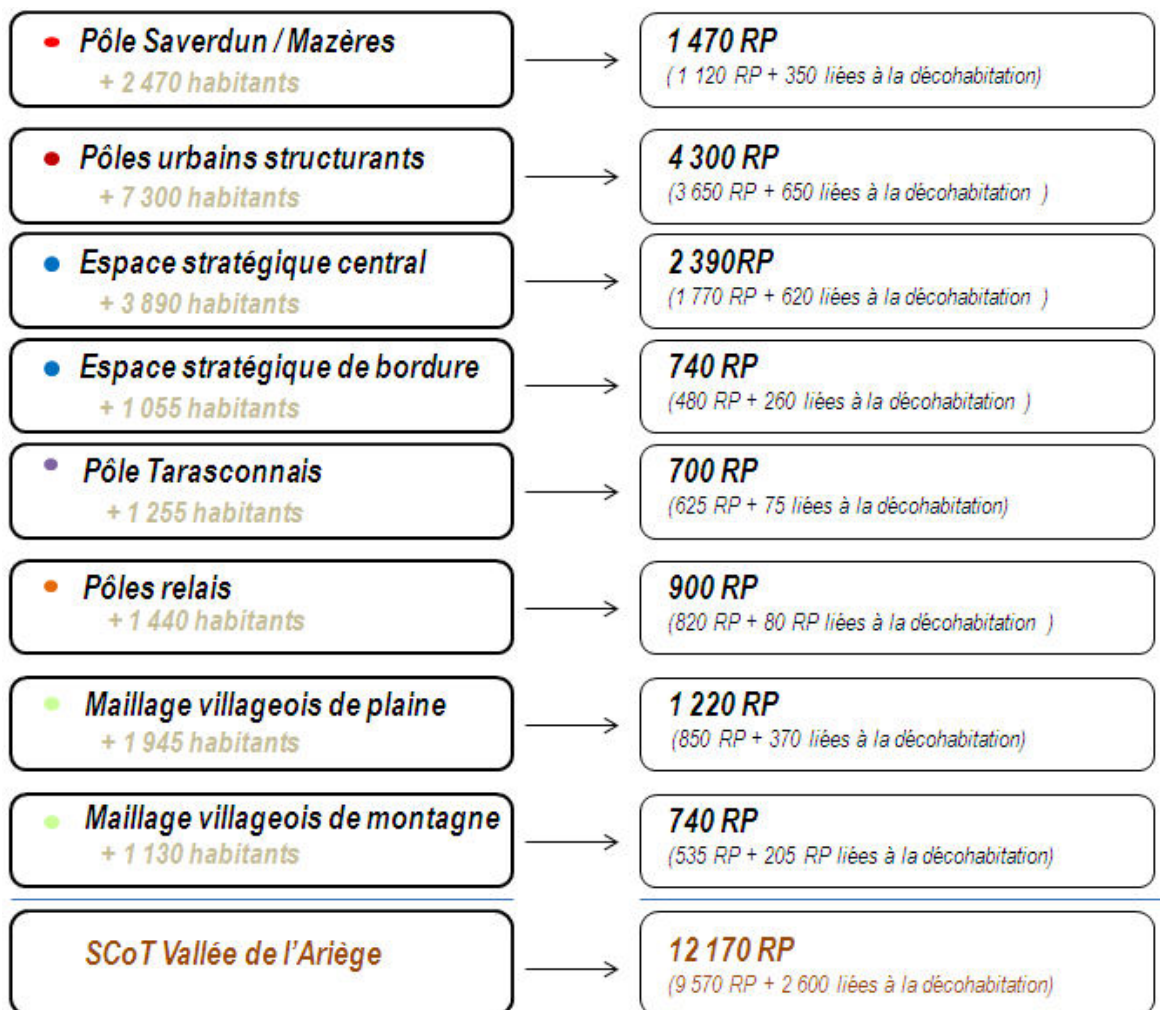 Pôle Saverdun / Mazères
+ 2 470 habitants
1 470 RP
( 1 120 RP + 350 liées à la décohabitation)
Pôles urbains structurants
+ 7 300 habitants
4 300 RP
(3 650 RP + 650 liées à la décohabitation )
Espace stratégique central
+ 3 890 habitants
2 390RP
(1 770 RP + 620 liées à la décohabitation )
Espace stratégique de bordure
+ 1 055 habitants
740 RP
(480 RP + 260 liées à la décohabitation )
Pôle Tarasconnais
+ 1 255 habitants
700 RP
(625 RP + 75 liées à la décohabitation)
Pôles relais
+ 1 440 habitants
900 RP
(820 RP + 80 RP liées à la décohabitation )
Maillage villageois de plaine
+ 1 945 habitants
1 220 RP
(850 RP + 370 liées à la décohabitation)
Maillage villageois de montagne
+ 1 130 habitants
740 RP
(535 RP + 205 RP liées à la décohabitation)
SCoT Vallée de l'Ariège
12 170 RP
(9 570 RP + 2 600 liées à la décohabitation)